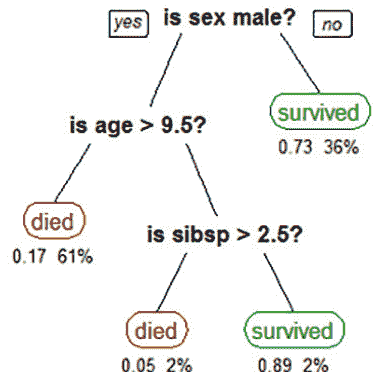 yes is sex male? no
is age > 9.5?
survived
0.73 36%
died
0.17 61%
is sibsp > 2.5?
died survived
0.05 2% 0.89 2%